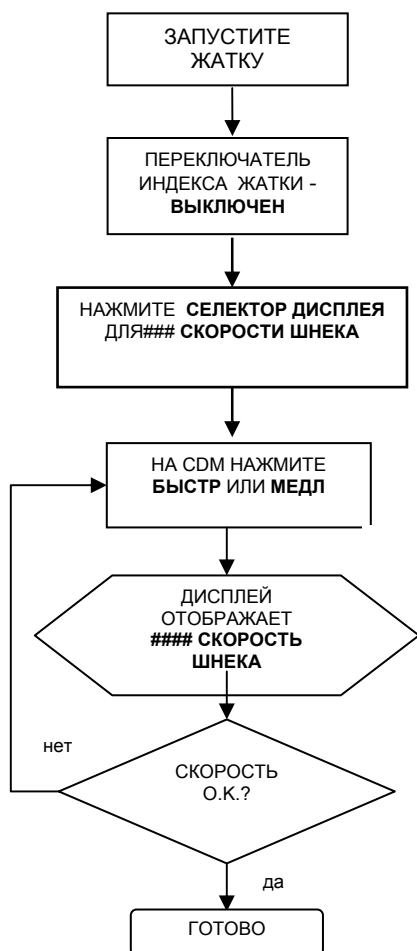 ЗАПУСТИТЕ
ЖАТКУ
ПЕРЕКЛЮЧАТЕЛЬ
ИНДЕКСА ЖАТКИ -
ВЫКЛЮЧЕН
НАЖМИТЕ СЕЛЕКТОР ДИСПЛЕЯ
ДЛЯ### СКОРОСТИ ШНЕКА
НА CDM НАЖМИТЕ
БЫСТР ИЛИ МЕДЛ
ДИСПЛЕЙ
ОТОБРАЖАЕТ
#### СКОРОСТЬ
ШНЕКА
нет
СКОРОСТЬ
О.К.?
да
ГОТОВО